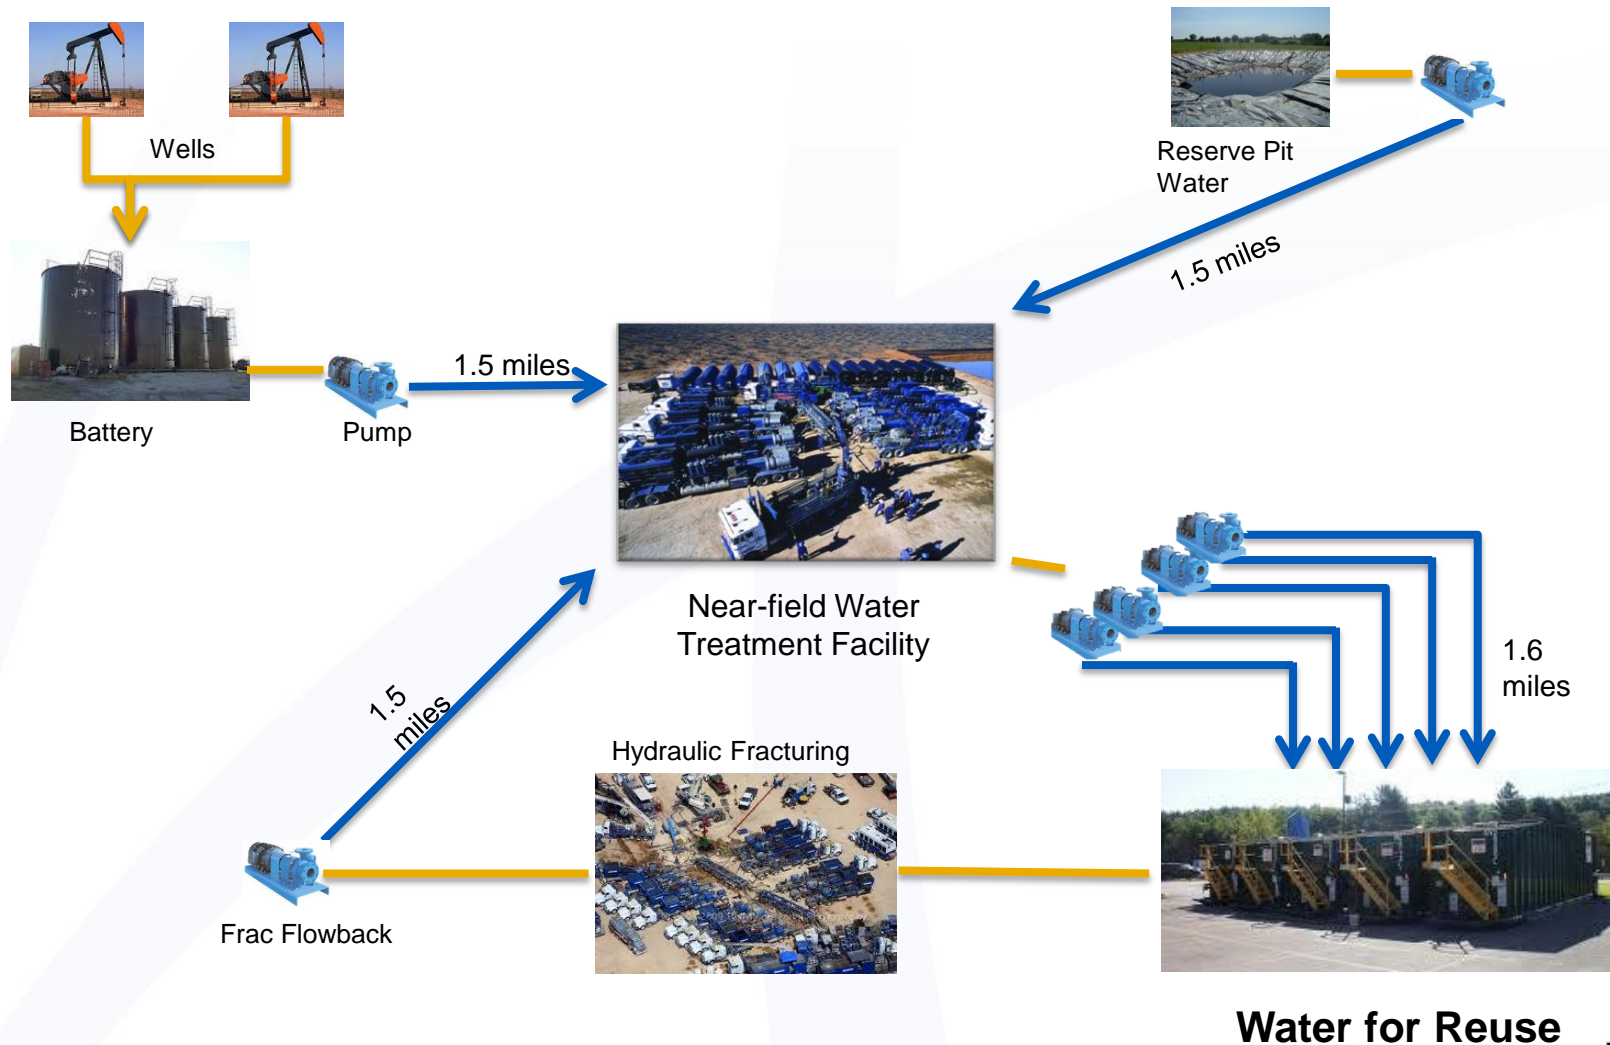 Wells
Reserve Pit
Water
1.5 miles
1.5 miles
Battery
Pump
Near-field Water
Treatment Facility
1.6
miles
1.5
miles
Hydraulic Fracturing
Frac Flowback
Water for Reuse